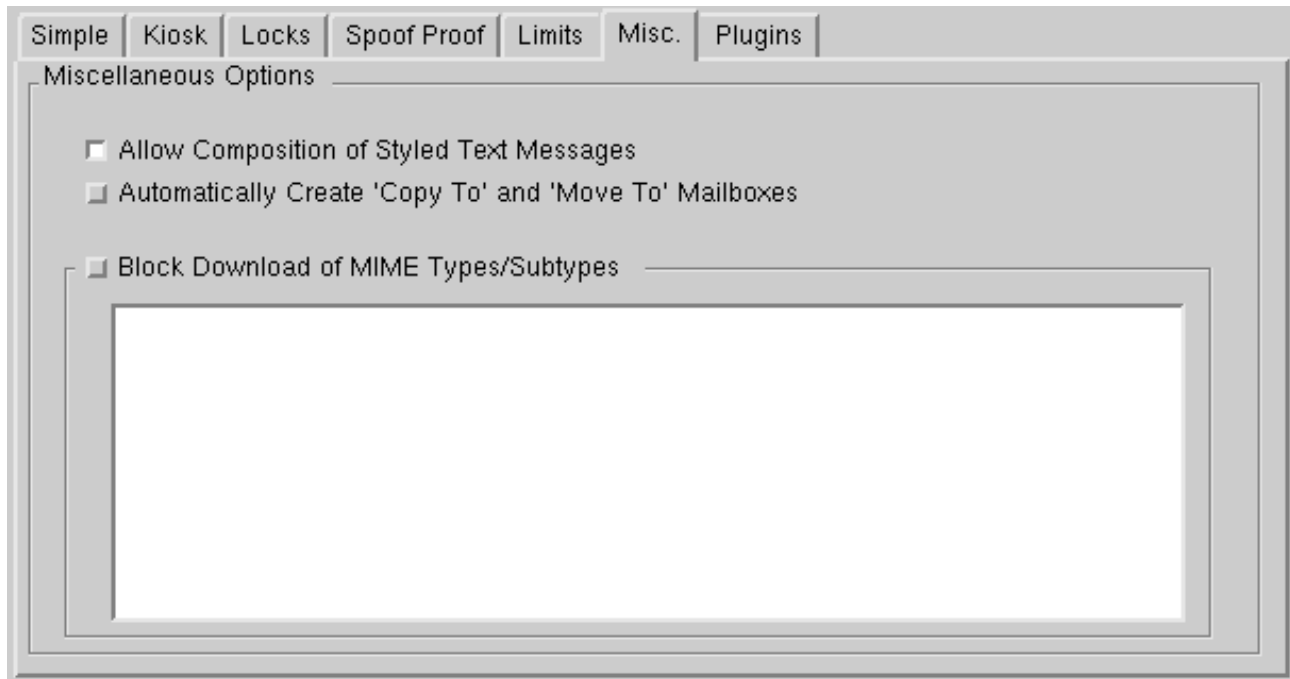 Simple Kiosk Locks Spoof Proof Limits Misc. Plugins
Miscellaneous Options
Allow Composition of Styled Text Messages
Automatically Create 'Copy To' and 'Move To' Mailboxes
Block Download of MIME Types/Subtypes